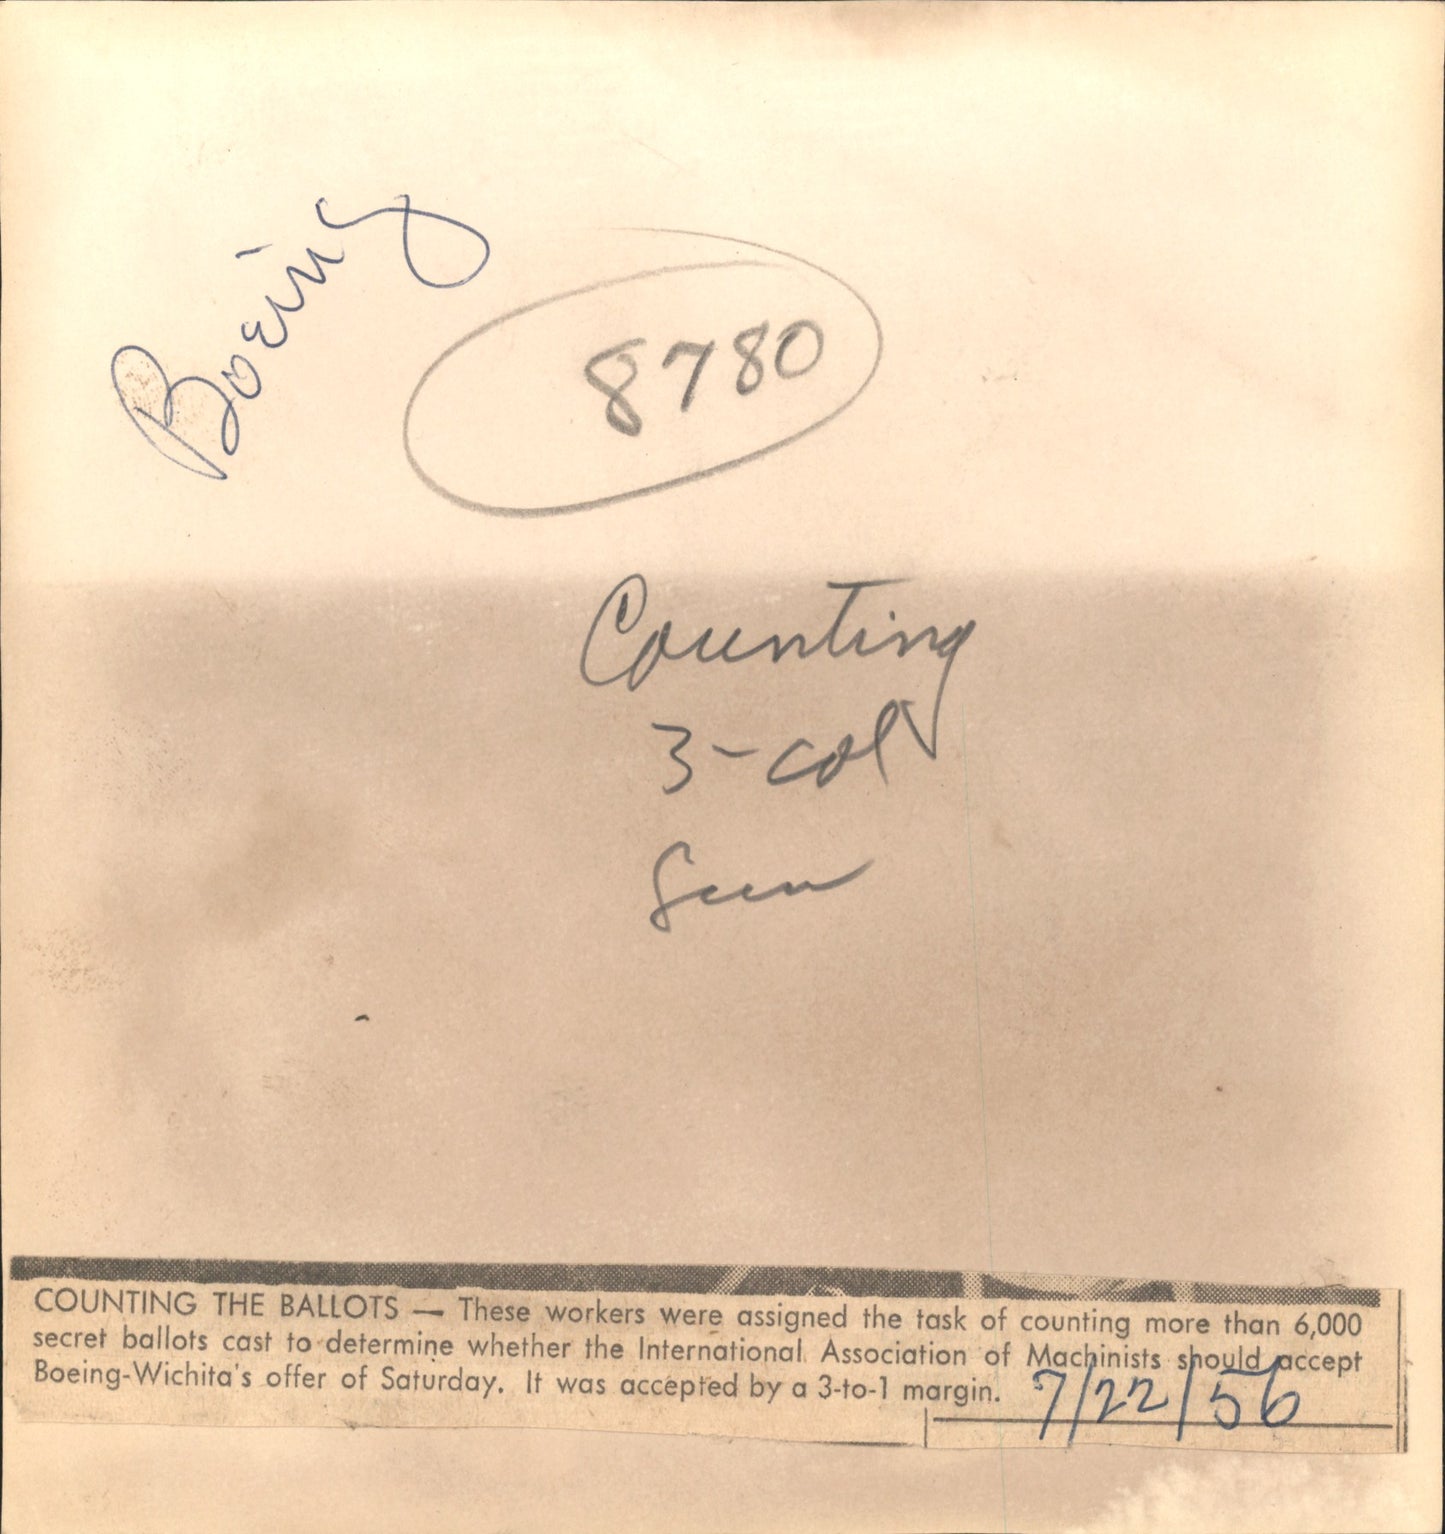 Boeing
8780
Counting
3-col
Sun
COUNTING THE BALLOTS — These workers were assigned the task of counting more than 6,000
secret ballots cast to determine whether the International Association of Machinists should accept
Boeing-Wichita's offer of Saturday. It was accepted by a 3-to-1 margin.
7/22/56